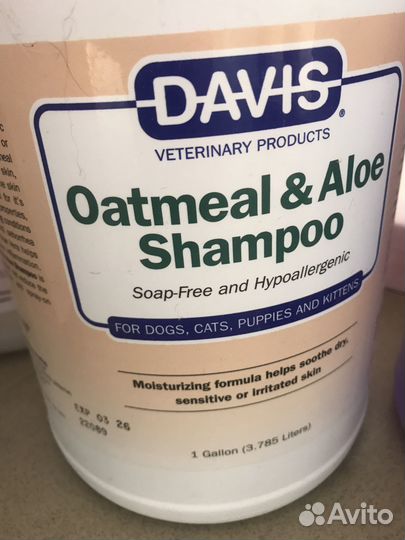 DAVIS
®
VETERINARY PRODUCTS
Oatmeal & Aloe
Shampoo
Soap-Free and Hypoallergenic
FOR DOGS, CATS, PUPPIES AND KITTENS
Moisturizing formula helps soothe dry,
sensitive or irritated skin
1 Gallon (3.785 Liters)
EXP 03 26
22089
Avito